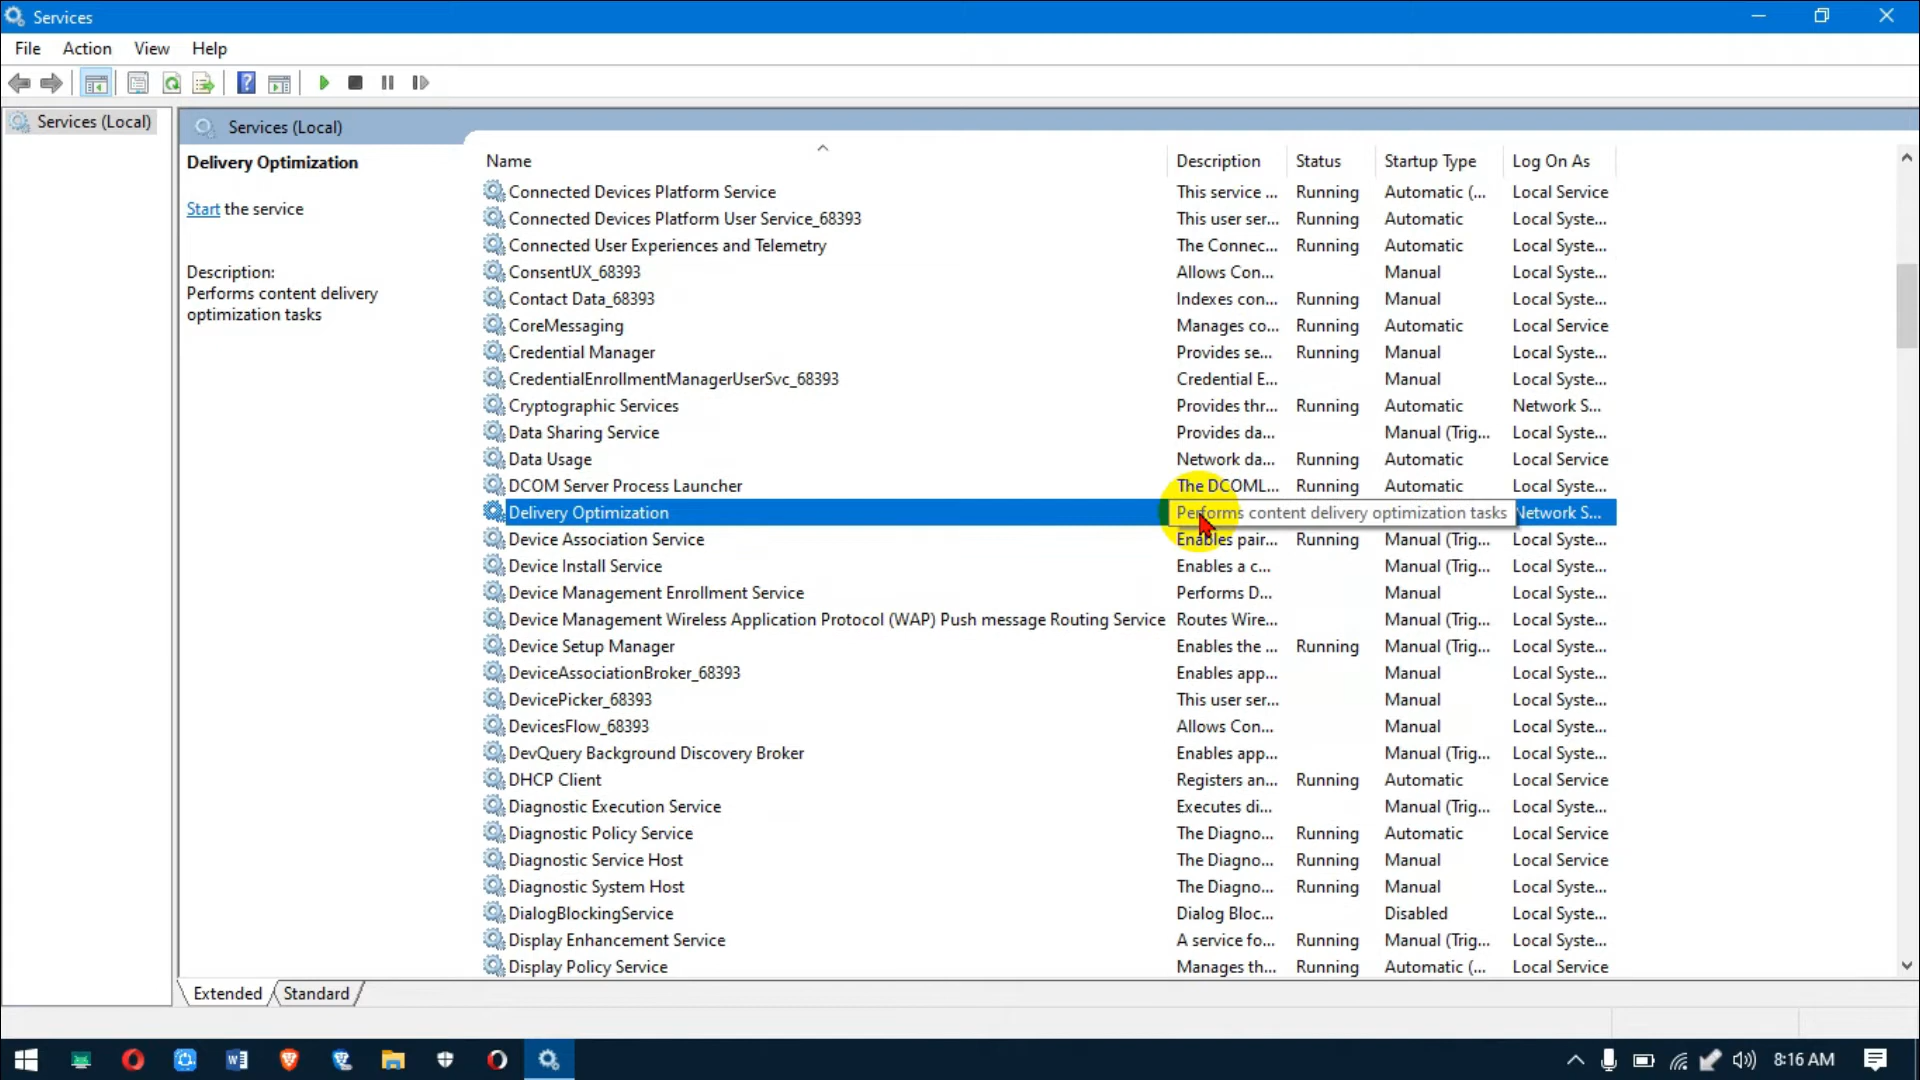 Services
File Action View Help
Services (Local)
Services (Local)
Delivery Optimization
Start the service
Description:
Performs content delivery
optimization tasks
Name Description Status Startup Type Log On As
Connected Devices Platform Service This service ... Running Automatic (... Local Service
Connected Devices Platform User Service_68393 This user ser... Running Automatic Local Syste...
Connected User Experiences and Telemetry The Connec... Running Automatic Local Syste...
ConsentUX_68393 Allows Con... Manual Local Syste...
Contact Data_68393 Indexes con... Running Manual Local Syste...
CoreMessaging Manages co... Running Automatic Local Service
Credential Manager Provides se... Running Manual Local Syste...
CredentialEnrollmentManagerUserSvc_68393 Credential E... Manual Local Syste...
Cryptographic Services Provides thr... Running Automatic Network S...
Data Sharing Service Provides da... Manual (Trig... Local Syste...
Data Usage Network da... Running Automatic Local Service
DCOM Server Process Launcher The DCOML... Running Automatic Local Syste...
Delivery Optimization Performs content delivery optimization tasks Network S...
Device Association Service Enables pair... Running Manual (Trig... Local Syste...
Device Install Service Enables a c... Manual (Trig... Local Syste...
Device Management Enrollment Service Performs D... Manual Local Syste...
Device Management Wireless Application Protocol (WAP) Push message Routing Service Routes Wire... Manual (Trig... Local Syste...
Device Setup Manager Enables the ... Running Manual (Trig... Local Syste...
DeviceAssociationBroker_68393 Enables app... Manual Local Syste...
DevicePicker_68393 This user ser... Manual Local Syste...
DevicesFlow_68393 Allows Con... Manual Local Syste...
DevQuery Background Discovery Broker Enables app... Manual (Trig... Local Syste...
DHCP Client Registers an... Running Automatic Local Service
Diagnostic Execution Service Executes di... Manual (Trig... Local Syste...
Diagnostic Policy Service The Diagno... Running Automatic Local Service
Diagnostic Service Host The Diagno... Running Manual Local Service
Diagnostic System Host The Diagno... Running Manual Local Syste...
DialogBlockingService Dialog Bloc... Disabled Local Syste...
Display Enhancement Service A service fo... Running Manual (Trig... Local Syste...
Display Policy Service Manages th... Running Automatic (... Local Service
Extended Standard
8:16 AM